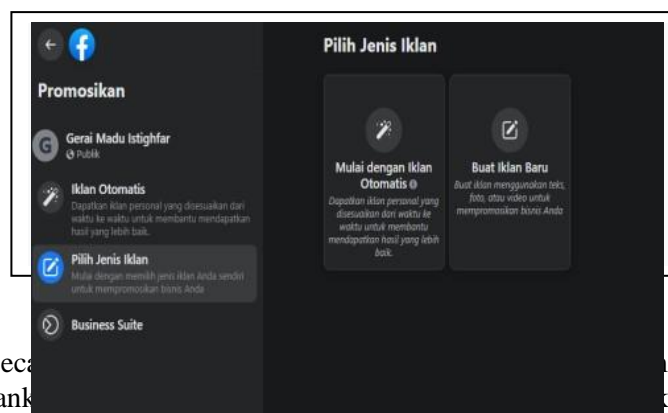 Promosikan
Gerai Madu Istighfar
Publik
Iklan Otomatis
Dapatkan iklan personal yang disesuaikan dari
waktu ke waktu untuk membantu mendapatkan
hasil yang lebih baik.
Pilih Jenis Iklan
Mulai dengan memilih jenis iklan Anda sendiri
untuk mempromosikan bisnis Anda
Business Suite
Pilih Jenis Iklan
Mulai dengan Iklan
Otomatis
Dapatkan iklan personal yang
disesuaikan dari waktu ke
waktu untuk membantu
mendapatkan hasil yang lebih
baik.
Buat Iklan Baru
Buat iklan menggunakan teks,
foto, atau video untuk
mempromosikan bisnis Anda